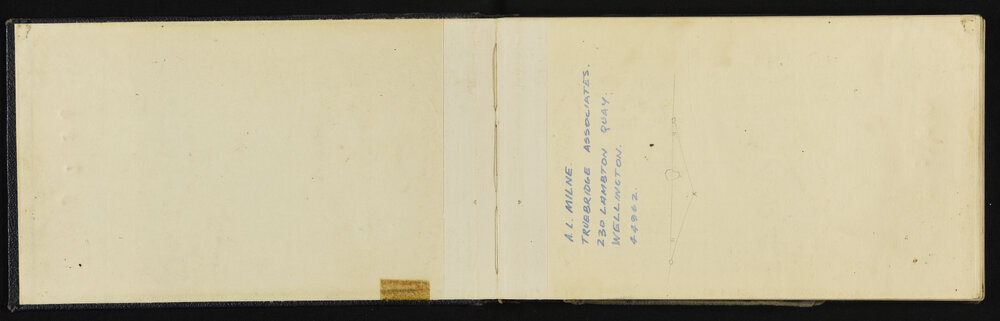 A. L. MILNE.
TRUEBRIDGE ASSOCIATES.
230 LAMBTON QUAY.
WELLINGTON.
44962.